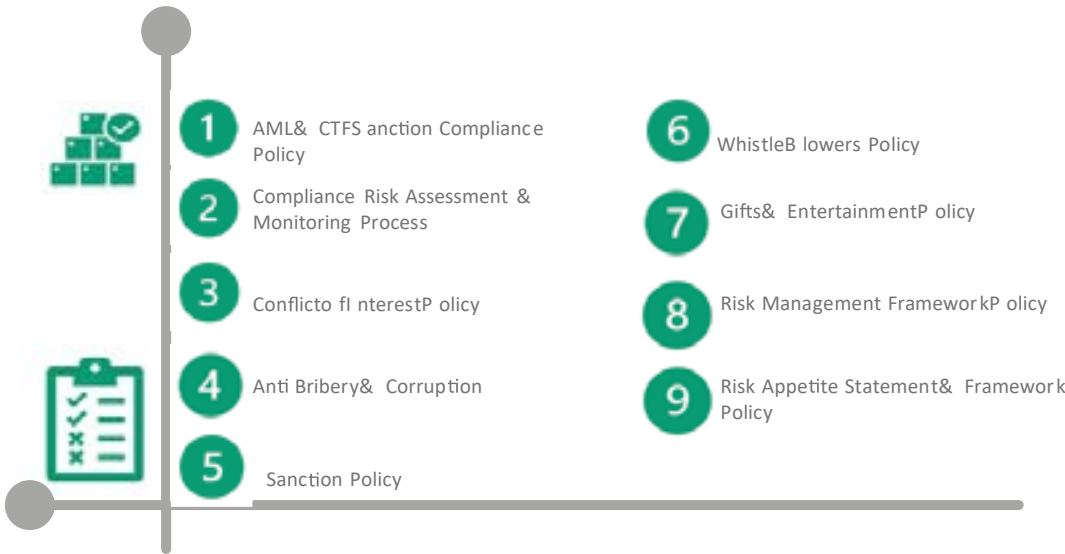 1 AML& CTFS anction Compliance
Policy
2 Compliance Risk Assessment &
Monitoring Process
3 Conflicto fI nterestP olicy
4 Anti Bribery& Corruption
5 Sanction Policy
6 WhistleB lowers Policy
7 Gifts& EntertainmentP olicy
8 Risk Management FrameworkP olicy
9 Risk Appetite Statement& Framework
Policy